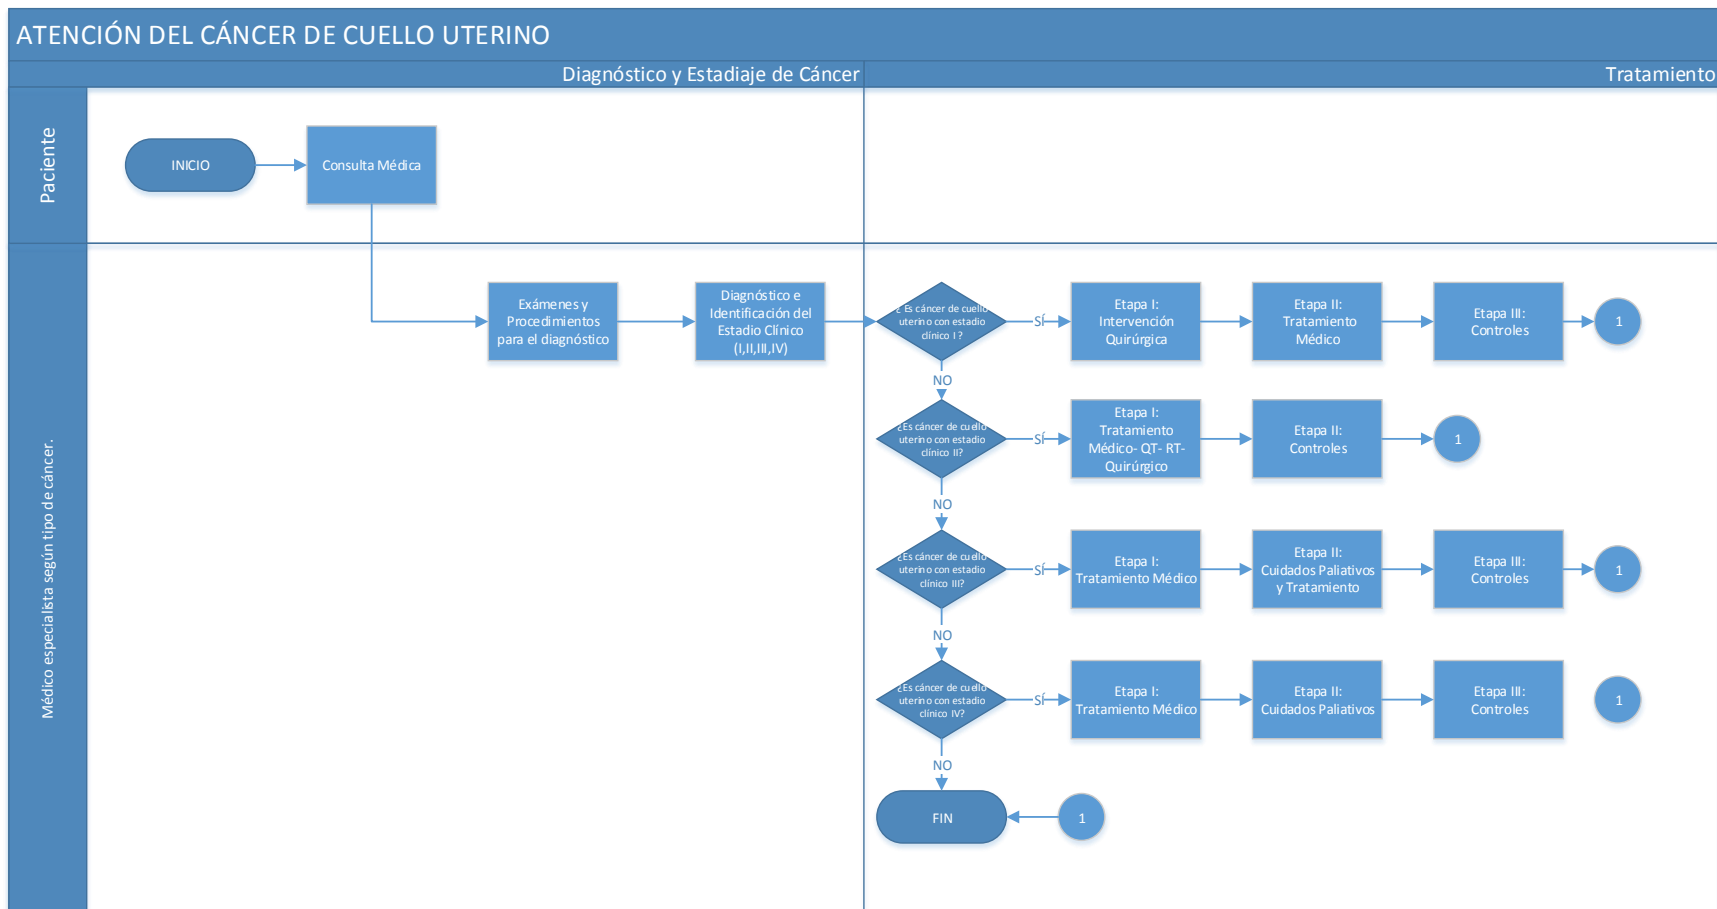 ATENCIÓN DEL CÁNCER DE CUELLO UTERINO
Diagnóstico y Estadiaje de Cáncer
Tratamiento
Paciente
INICIO
Consulta Médica
Médico especialista según tipo de cáncer.
Exámenes y
Procedimientos
para el diagnóstico
Diagnóstico e
Identificación del
Estadio Clínico
(I,II,III,IV)
¿ Es cáncer de cuello
uterino con estadio
clínico I ?
SÍ
Etapa I:
Intervención
Quirúrgica
Etapa II:
Tratamiento
Médico
Etapa III:
Controles
1
NO
¿Es cáncer de cuello
uterino con estadio
clínico II?
SÍ
Etapa I:
Tratamiento
Médico- QT- RT-
Quirúrgico
Etapa II:
Controles
1
NO
¿Es cáncer de cuello
uterino con estadio
clínico III?
SÍ
Etapa I:
Tratamiento Médico
Etapa II:
Cuidados Paliativos
y Tratamiento
Etapa III:
Controles
1
NO
¿Es cáncer de cuello
uterino con estadio
clínico IV?
SÍ
Etapa I:
Tratamiento Médico
Etapa II:
Cuidados Paliativos
Etapa III:
Controles
1
NO
FIN
1